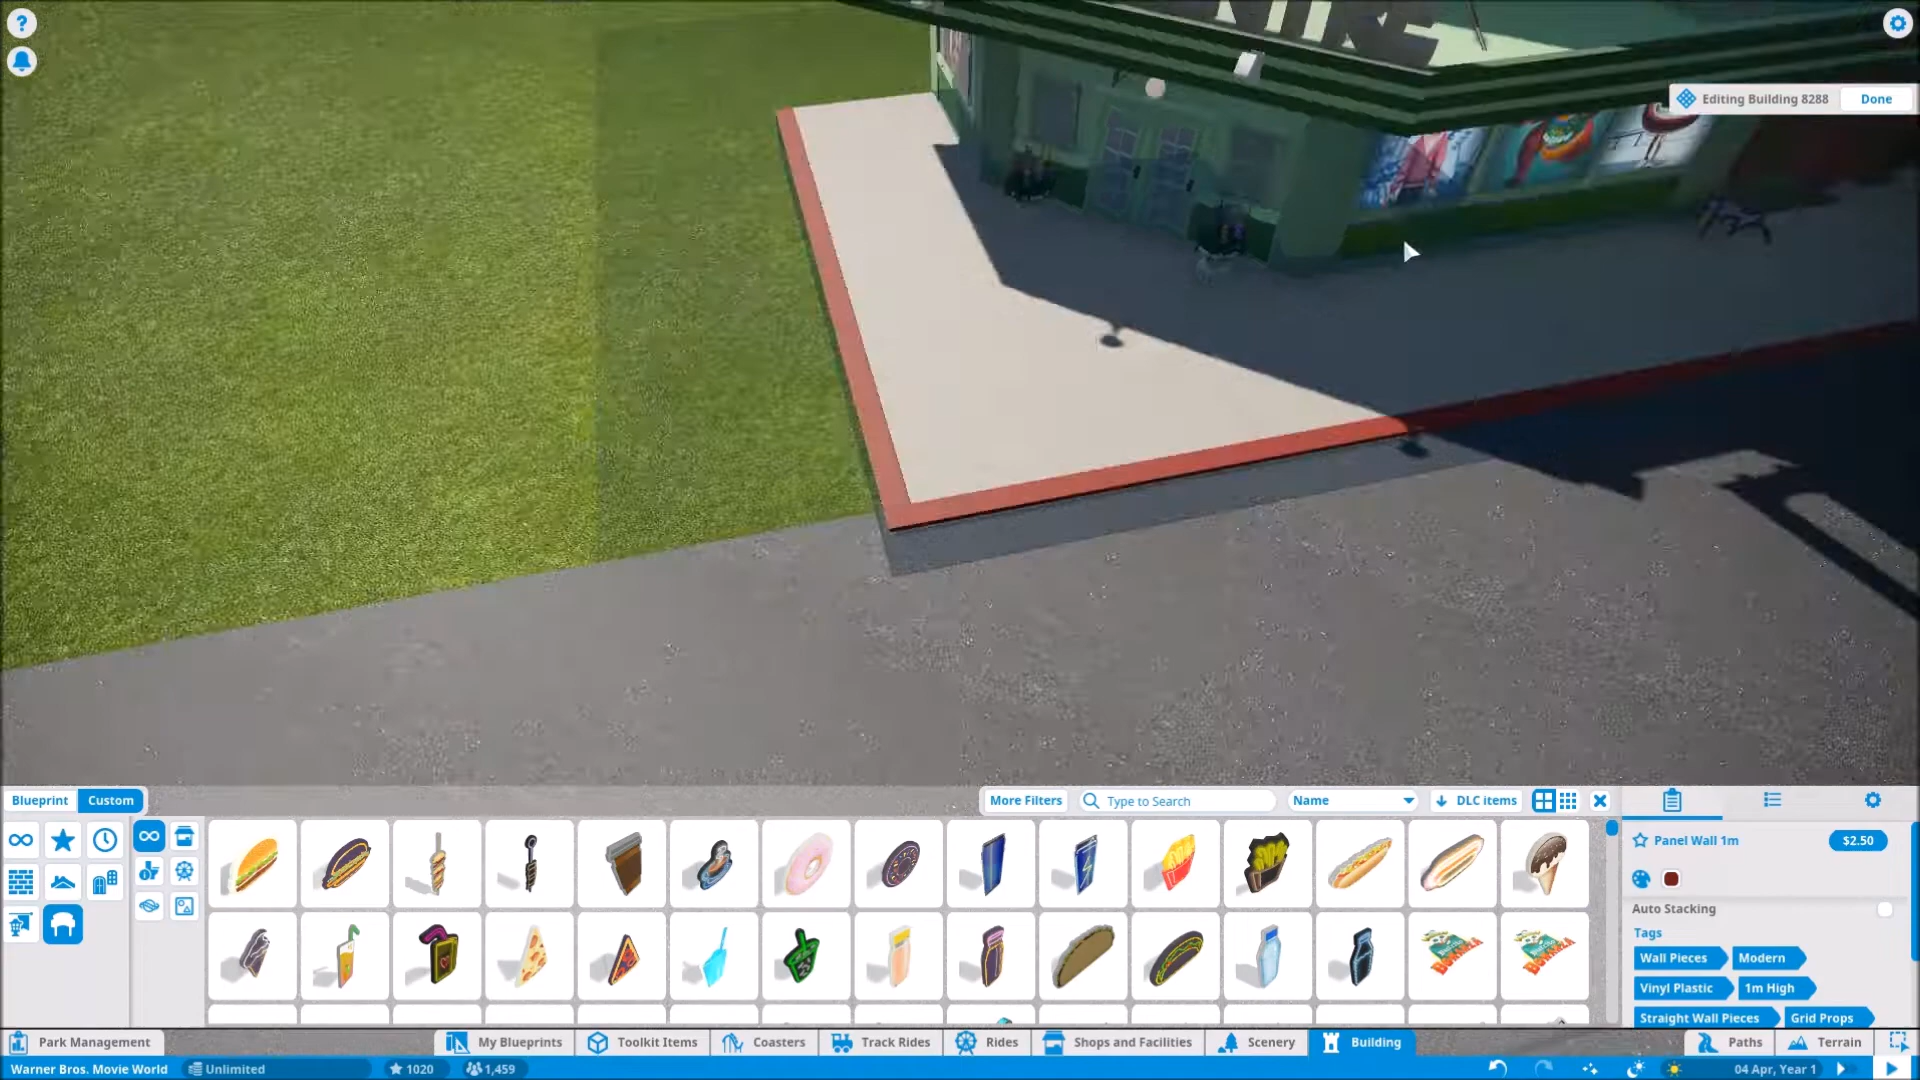 ?
NTRE
Editing Building 8288
Done
Blueprint
Custom
More Filters
Type to Search
Name
DLC items
Panel Wall 1m
$2.50
Auto Stacking
Tags
Wall Pieces
Modern
Vinyl Plastic
1m High
Straight Wall Pieces
Grid Props
Park Management
My Blueprints
Toolkit Items
Coasters
Track Rides
Rides
Shops and Facilities
Scenery
Building
Paths
Terrain
Warner Bros. Movie World
Unlimited
1020
1,459
04 Apr, Year 1